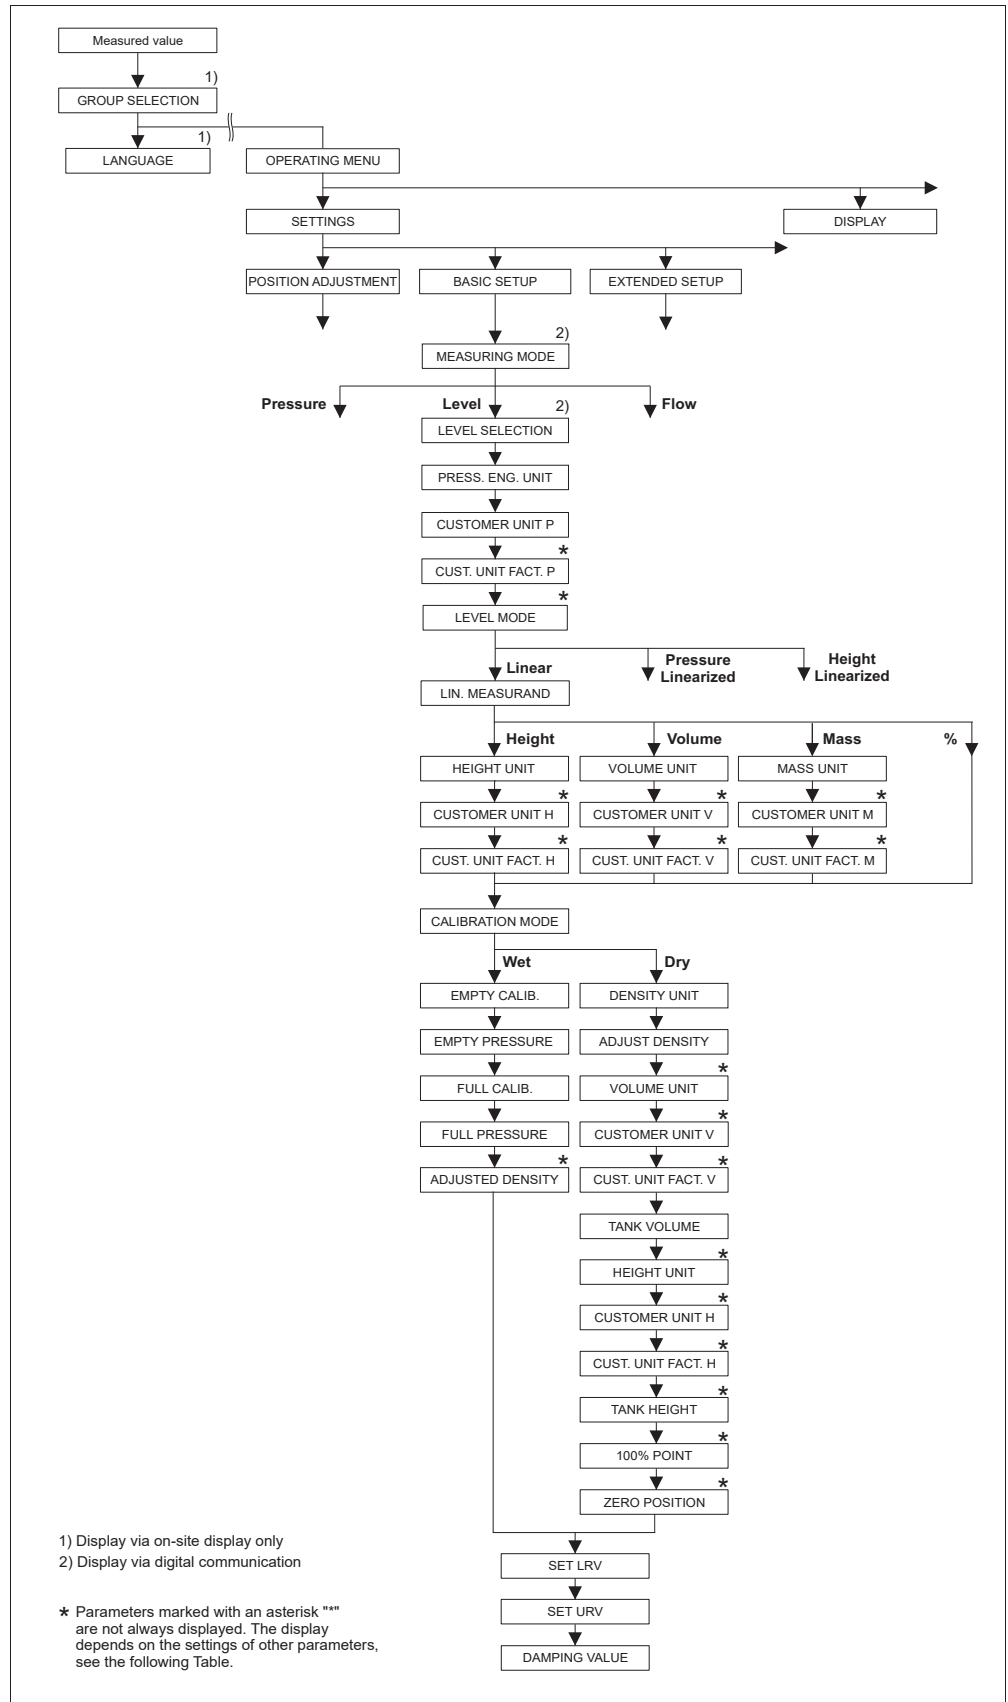 Measured value
1)
GROUP SELECTION
1)
LANGUAGE
OPERATING MENU
SETTINGS
DISPLAY
POSITION ADJUSTMENT
BASIC SETUP
EXTENDED SETUP
2)
MEASURING MODE
Pressure
Level
2)
Flow
LEVEL SELECTION
PRESS. ENG. UNIT
CUSTOMER UNIT P
*
CUST. UNIT FACT. P
*
LEVEL MODE
Linear
Pressure
Linearized
Height
Linearized
LIN. MEASURAND
Height
Volume
Mass
%
HEIGHT UNIT
VOLUME UNIT
MASS UNIT
*
*
*
CUSTOMER UNIT H
CUSTOMER UNIT V
CUSTOMER UNIT M
*
*
*
CUST. UNIT FACT. H
CUST. UNIT FACT. V
CUST. UNIT FACT. M
CALIBRATION MODE
Wet
Dry
EMPTY CALIB.
DENSITY UNIT
EMPTY PRESSURE
ADJUST DENSITY
*
FULL CALIB.
VOLUME UNIT
*
FULL PRESSURE
CUSTOMER UNIT V
*
*
ADJUSTED DENSITY
CUST. UNIT FACT. V
TANK VOLUME
*
HEIGHT UNIT
*
CUSTOMER UNIT H
*
CUST. UNIT FACT. H
*
TANK HEIGHT
*
100% POINT
*
ZERO POSITION
1) Display via on-site display only
2) Display via digital communication
SET LRV
* Parameters marked with an asterisk "*"
are not always displayed. The display
depends on the settings of other parameters,
see the following Table.
SET URV
DAMPING VALUE